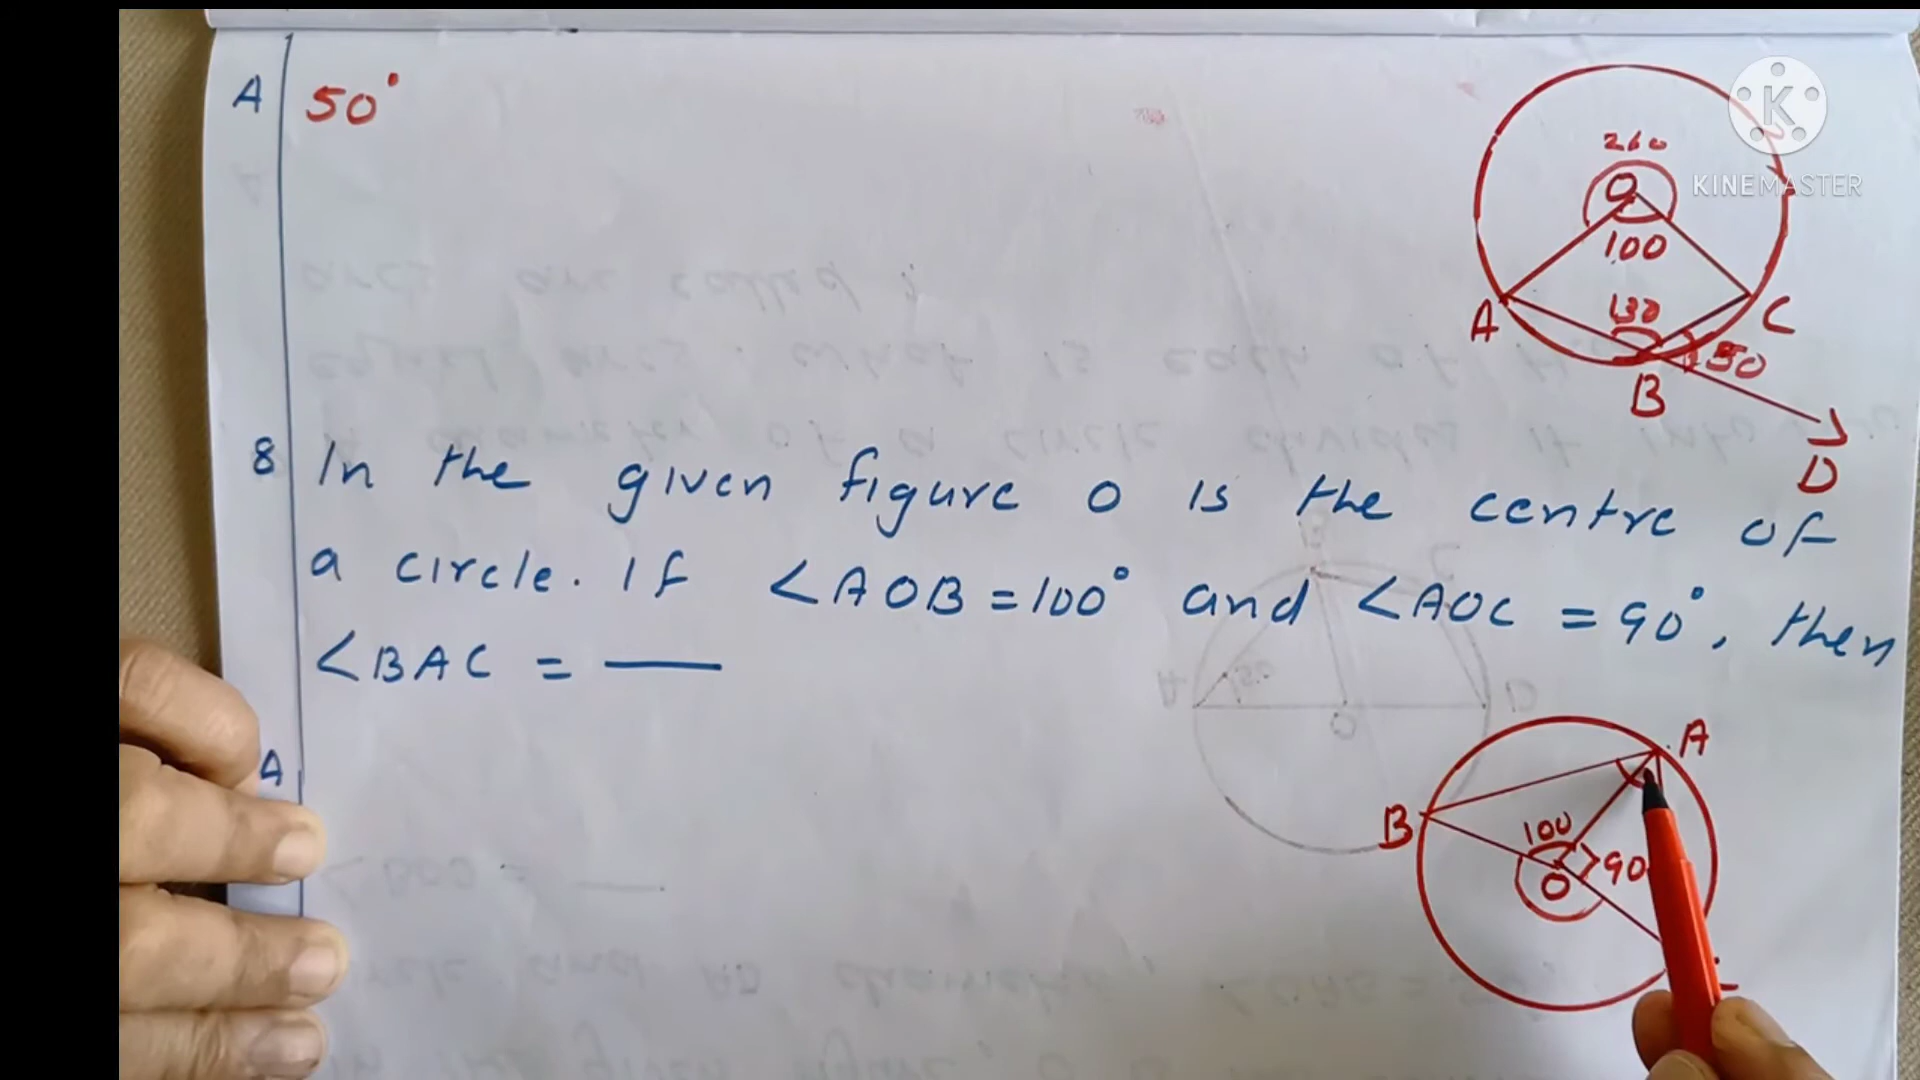 A 50°
260
O
100
A
130
C
50
B
D
KINEMASTER
8 In the given figure O is the centre of
a circle. If <AOB = 100° and <AOC = 90°, then
<BAC = ___
A
A
B
100
90
O